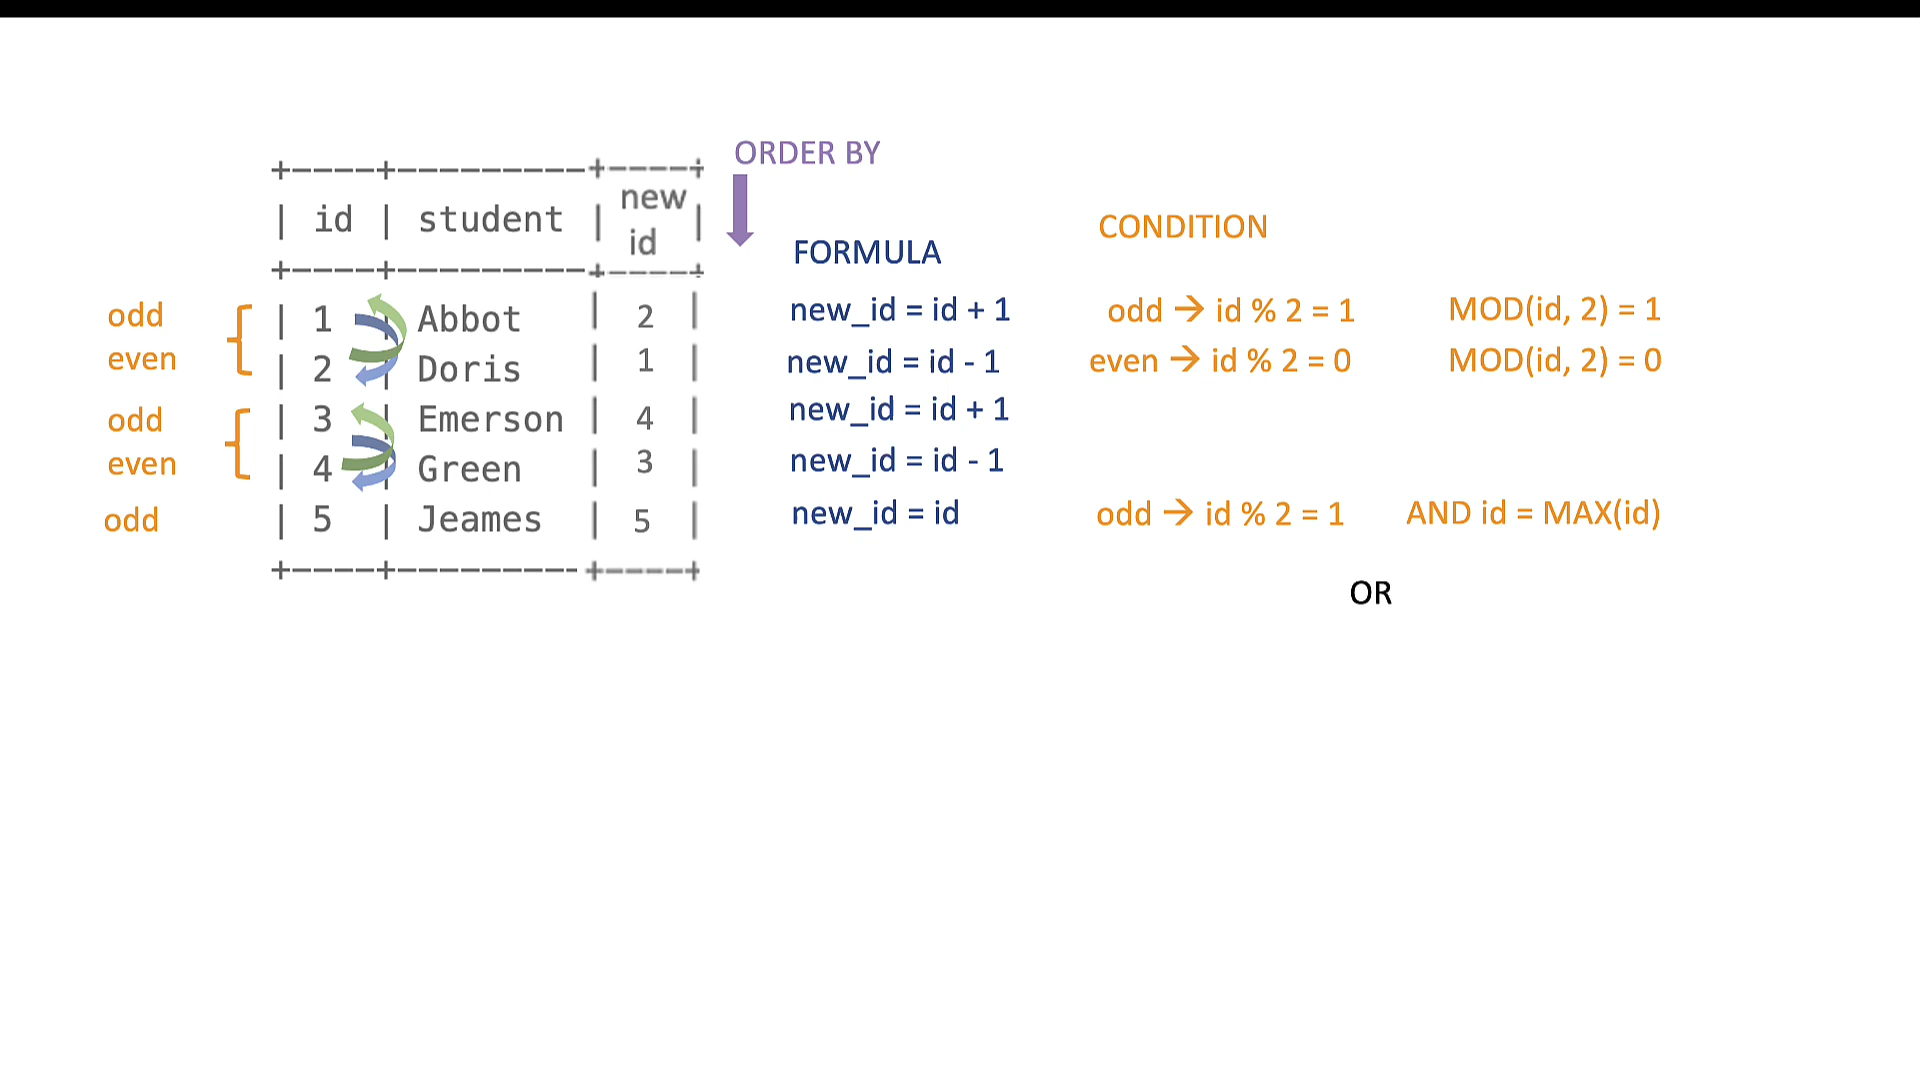 ORDER BY
+----+---------+----+
| id | student | new id |
+----+---------+----+
FORMULA
CONDITION
odd | 1 | Abbot | 2 | new_id = id + 1 odd → id % 2 = 1 MOD(id, 2) = 1
even | 2 | Doris | 1 | new_id = id - 1 even → id % 2 = 0 MOD(id, 2) = 0
odd | 3 | Emerson | 4 | new_id = id + 1
even | 4 | Green | 3 | new_id = id - 1
odd | 5 | Jeames | 5 | new_id = id odd → id % 2 = 1 AND id = MAX(id)
+----+---------+----+
OR